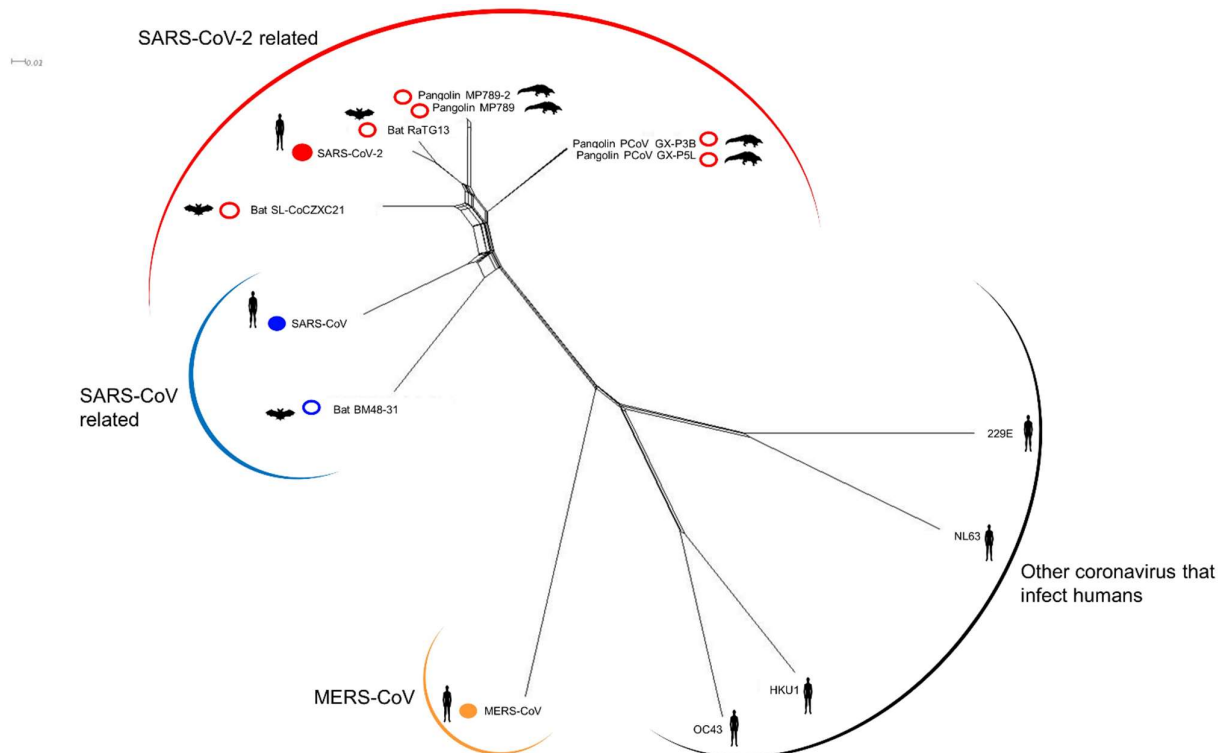 SARS-CoV-2 related
0.01
Pangolin MP789-2
Pangolin MP789
Bat RaTG13
SARS-CoV-2
Pangolin PCoV GX-P3B
Pangolin PCoV GX-P5L
Bat SL-CoCZXC21
SARS-CoV
SARS-CoV
related
Bat BM48-31
229E
NL63
Other coronavirus that
infect humans
HKU1
MERS-CoV
MERS-CoV
OC43